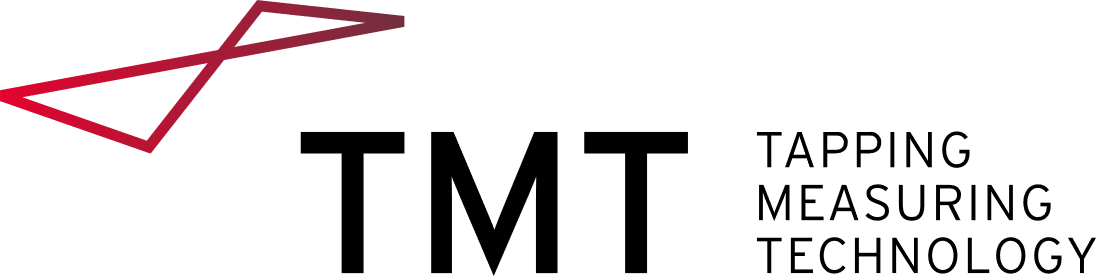 TMT
TAPPING
MEASURING
TECHNOLOGY